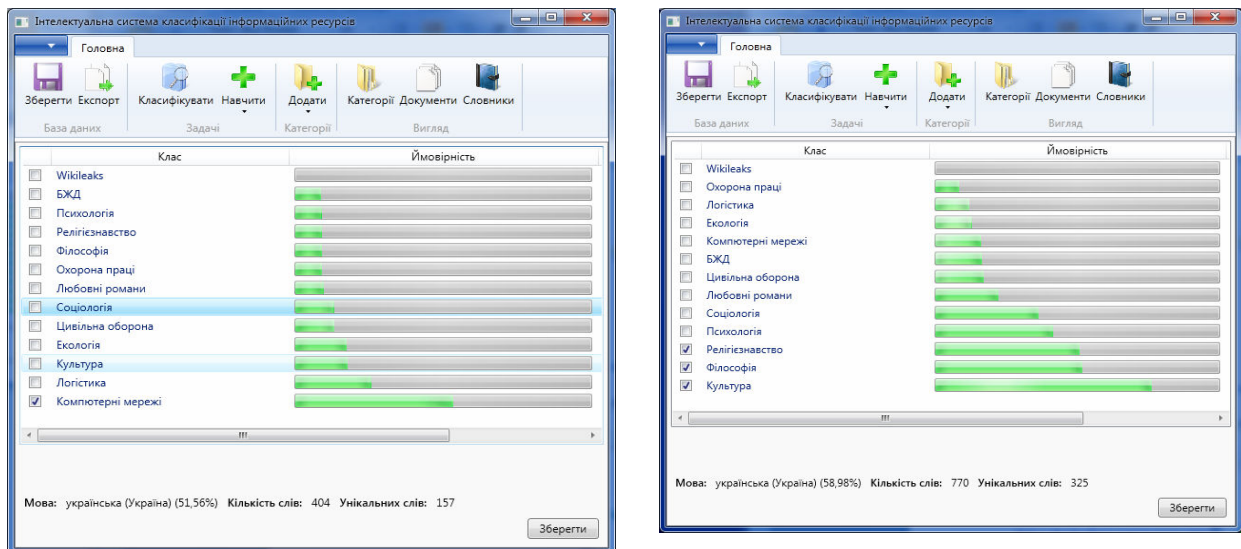 Інтелектуальна система класифікації інформаційних ресурсів
Головна
Зберегти Експорт Класифікувати Навчити Додати Категорії Документи Словники
База даних Задачі Категорії Вигляд
Клас Ймовірність
Wikileaks
БЖД
Психологія
Релігієзнавство
Філософія
Охорона праці
Любовні романи
Соціологія
Цивільна оборона
Екологія
Культура
Логістика
Компютерні мережі
Мова: українська (Україна) (51,56%) Кількість слів: 404 Унікальних слів: 157
Зберегти
Інтелектуальна система класифікації інформаційних ресурсів
Головна
Зберегти Експорт Класифікувати Навчити Додати Категорії Документи Словники
База даних Задачі Категорії Вигляд
Клас Ймовірність
Wikileaks
Охорона праці
Логістика
Екологія
Компютерні мережі
БЖД
Цивільна оборона
Любовні романи
Соціологія
Психологія
Релігієзнавство
Філософія
Культура
Мова: українська (Україна) (58,98%) Кількість слів: 770 Унікальних слів: 325
Зберегти